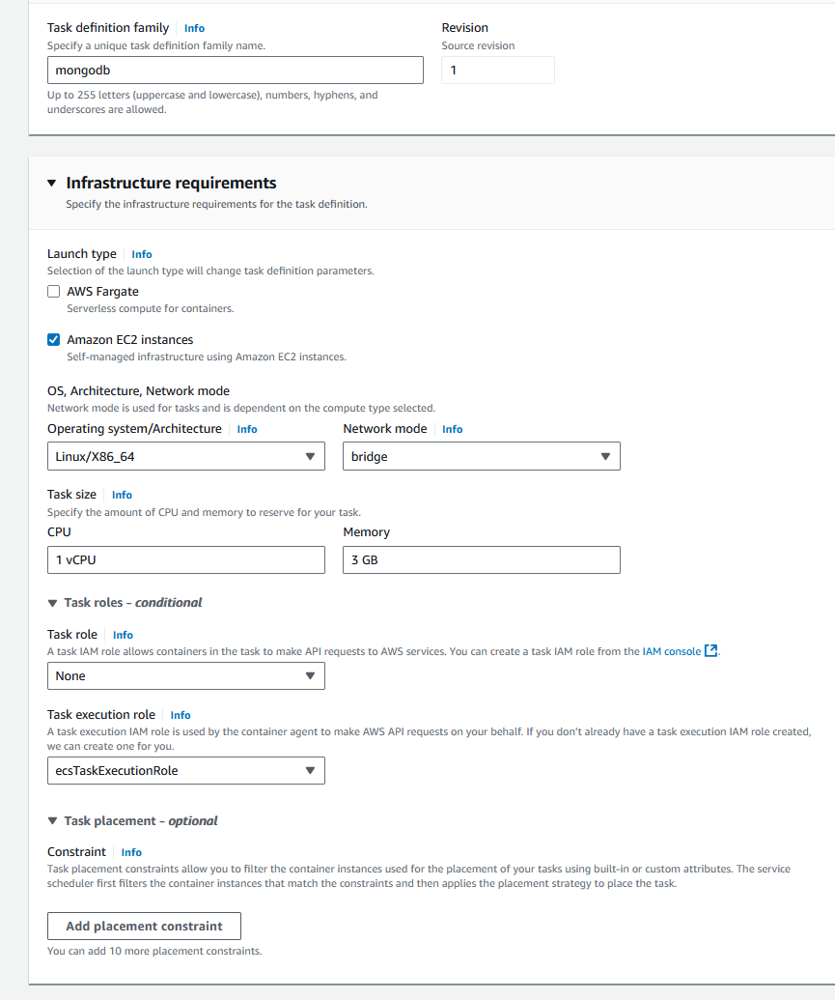 Task definition family Info
Specify a unique task definition family name.
mongodb
Up to 255 letters (uppercase and lowercase), numbers, hyphens, and
underscores are allowed.
Revision
Source revision
1
Infrastructure requirements
Specify the infrastructure requirements for the task definition.
Launch type Info
Selection of the launch type will change task definition parameters.
AWS Fargate
Serverless compute for containers.
Amazon EC2 instances
Self-managed infrastructure using Amazon EC2 instances.
OS, Architecture, Network mode
Network mode is used for tasks and is dependent on the compute type selected.
Operating system/Architecture Info
Linux/X86_64
Network mode Info
bridge
Task size Info
Specify the amount of CPU and memory to reserve for your task.
CPU
1 vCPU
Memory
3 GB
Task roles – conditional
Task role Info
A task IAM role allows containers in the task to make API requests to AWS services. You can create a task IAM role from the IAM console.
None
Task execution role Info
A task execution IAM role is used by the container agent to make AWS API requests on your behalf. If you don't already have a task execution IAM role created,
we can create one for you.
ecsTaskExecutionRole
Task placement – optional
Constraint Info
Task placement constraints allow you to filter the container instances used for the placement of your tasks using built-in or custom attributes. The service
scheduler first filters the container instances that match the constraints and then applies the placement strategy to place the task.
Add placement constraint
You can add 10 more placement constraints.